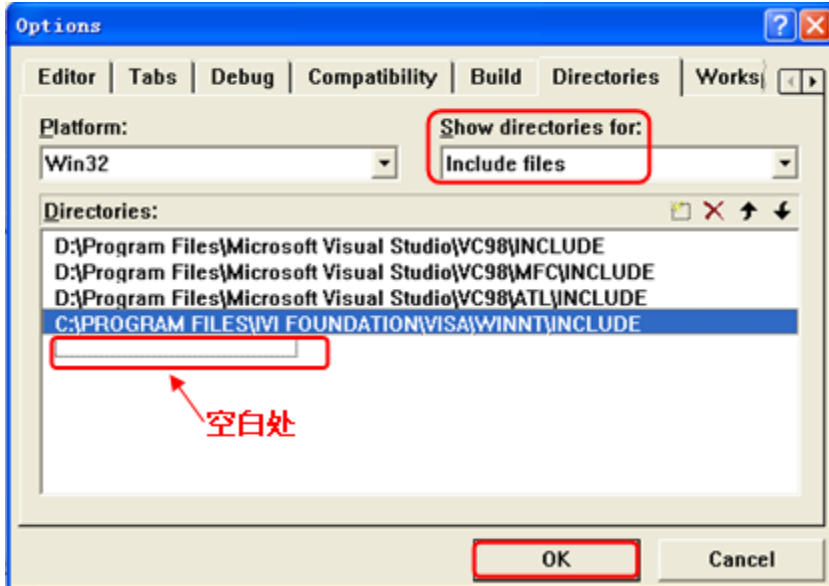 Options
Editor Tabs Debug Compatibility Build Directories Works
Platform: Show directories for:
Win32 Include files
Directories:
D:\Program Files\Microsoft Visual Studio\VC98\INCLUDE
D:\Program Files\Microsoft Visual Studio\VC98\MFC\INCLUDE
D:\Program Files\Microsoft Visual Studio\VC98\ATL\INCLUDE
C:\PROGRAM FILES\IVI FOUNDATION\VISA\WINNT\INCLUDE
空白处
OK Cancel